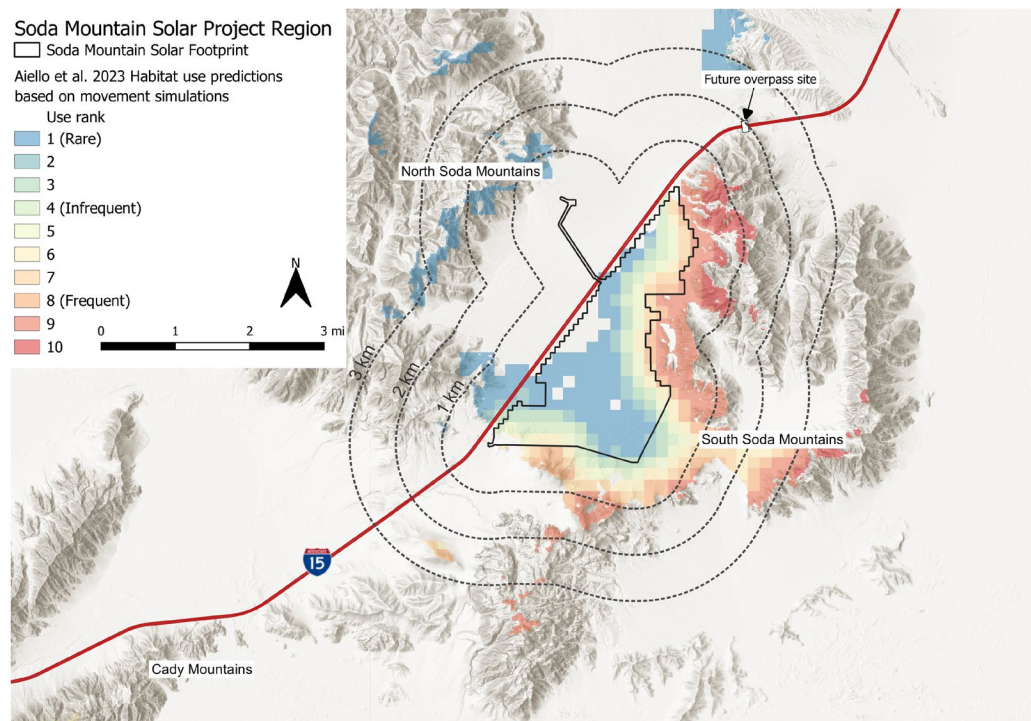 Soda Mountain Solar Project Region
Soda Mountain Solar Footprint
Aiello et al. 2023 Habitat use predictions
based on movement simulations
Use rank
1 (Rare)
2
3
4 (Infrequent)
5
6
7
8 (Frequent)
9
10
N
0 1 2 3 mi
Future overpass site
North Soda Mountains
3 km
2 km
1 km
South Soda Mountains
INTERSTATE
15
Cady Mountains